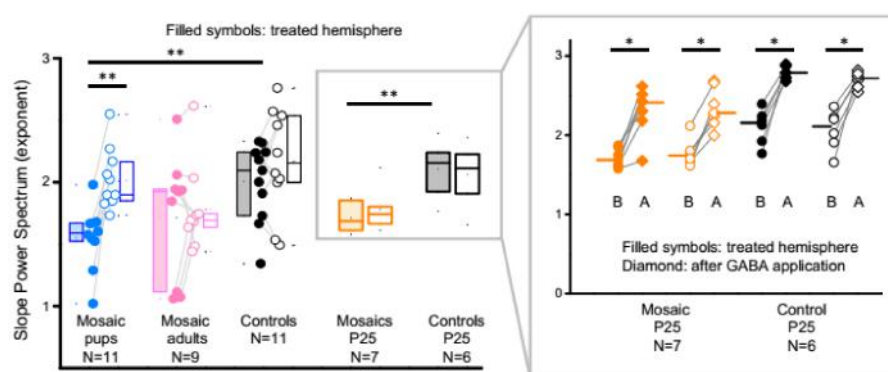 Filled symbols: treated hemisphere
**
**
**
Slope Power Spectrum (exponent)
3
2
1
Mosaic pups N=11
Mosaic adults N=9
Controls N=11
Mosaics P25 N=7
Controls P25 N=6
* * * *
3
2
1
B A B A B A B A
Filled symbols: treated hemisphere
Diamond: after GABA application
Mosaic P25 N=7
Control P25 N=6